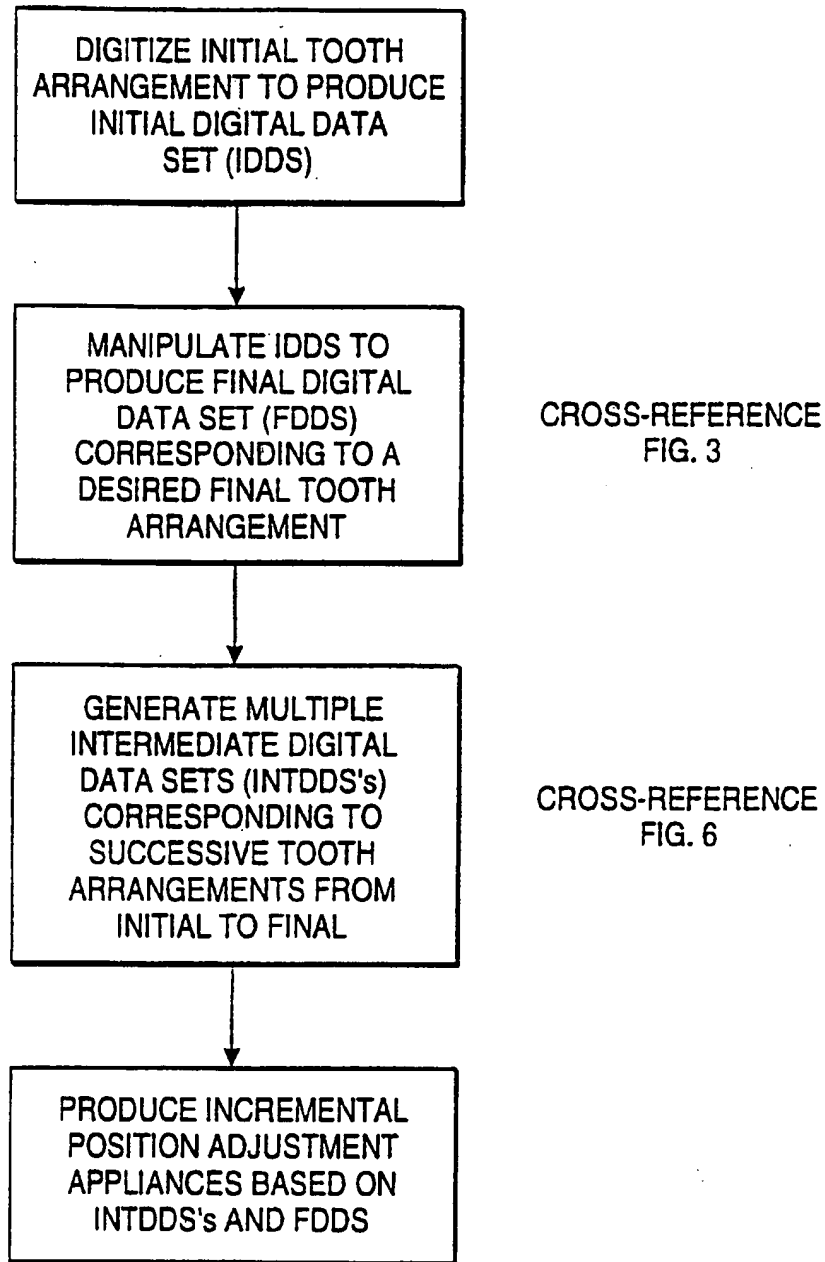 DIGITIZE INITIAL TOOTH
ARRANGEMENT TO PRODUCE
INITIAL DIGITAL DATA
SET (IDDS)
MANIPULATE IDDS TO
PRODUCE FINAL DIGITAL
DATA SET (FDDS)
CORRESPONDING TO A
DESIRED FINAL TOOTH
ARRANGEMENT
CROSS-REFERENCE
FIG. 3
GENERATE MULTIPLE
INTERMEDIATE DIGITAL
DATA SETS (INTDDS's)
CORRESPONDING TO
SUCCESSIVE TOOTH
ARRANGEMENTS FROM
INITIAL TO FINAL
CROSS-REFERENCE
FIG. 6
PRODUCE INCREMENTAL
POSITION ADJUSTMENT
APPLIANCES BASED ON
INTDDS's AND FDDS